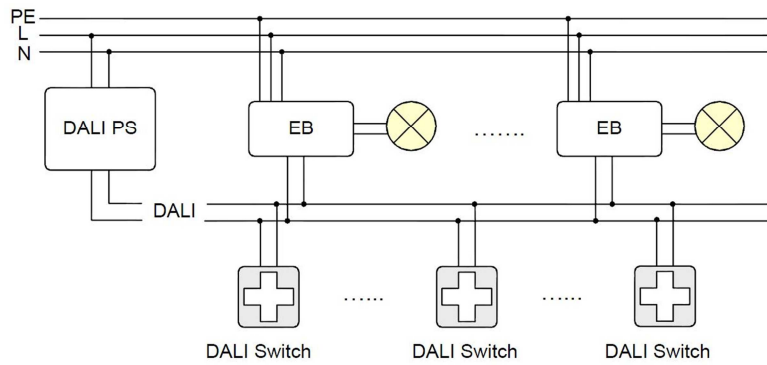 PE
L
N
DALI PS
EB
.......
EB
DALI
......
......
DALI Switch
DALI Switch
DALI Switch